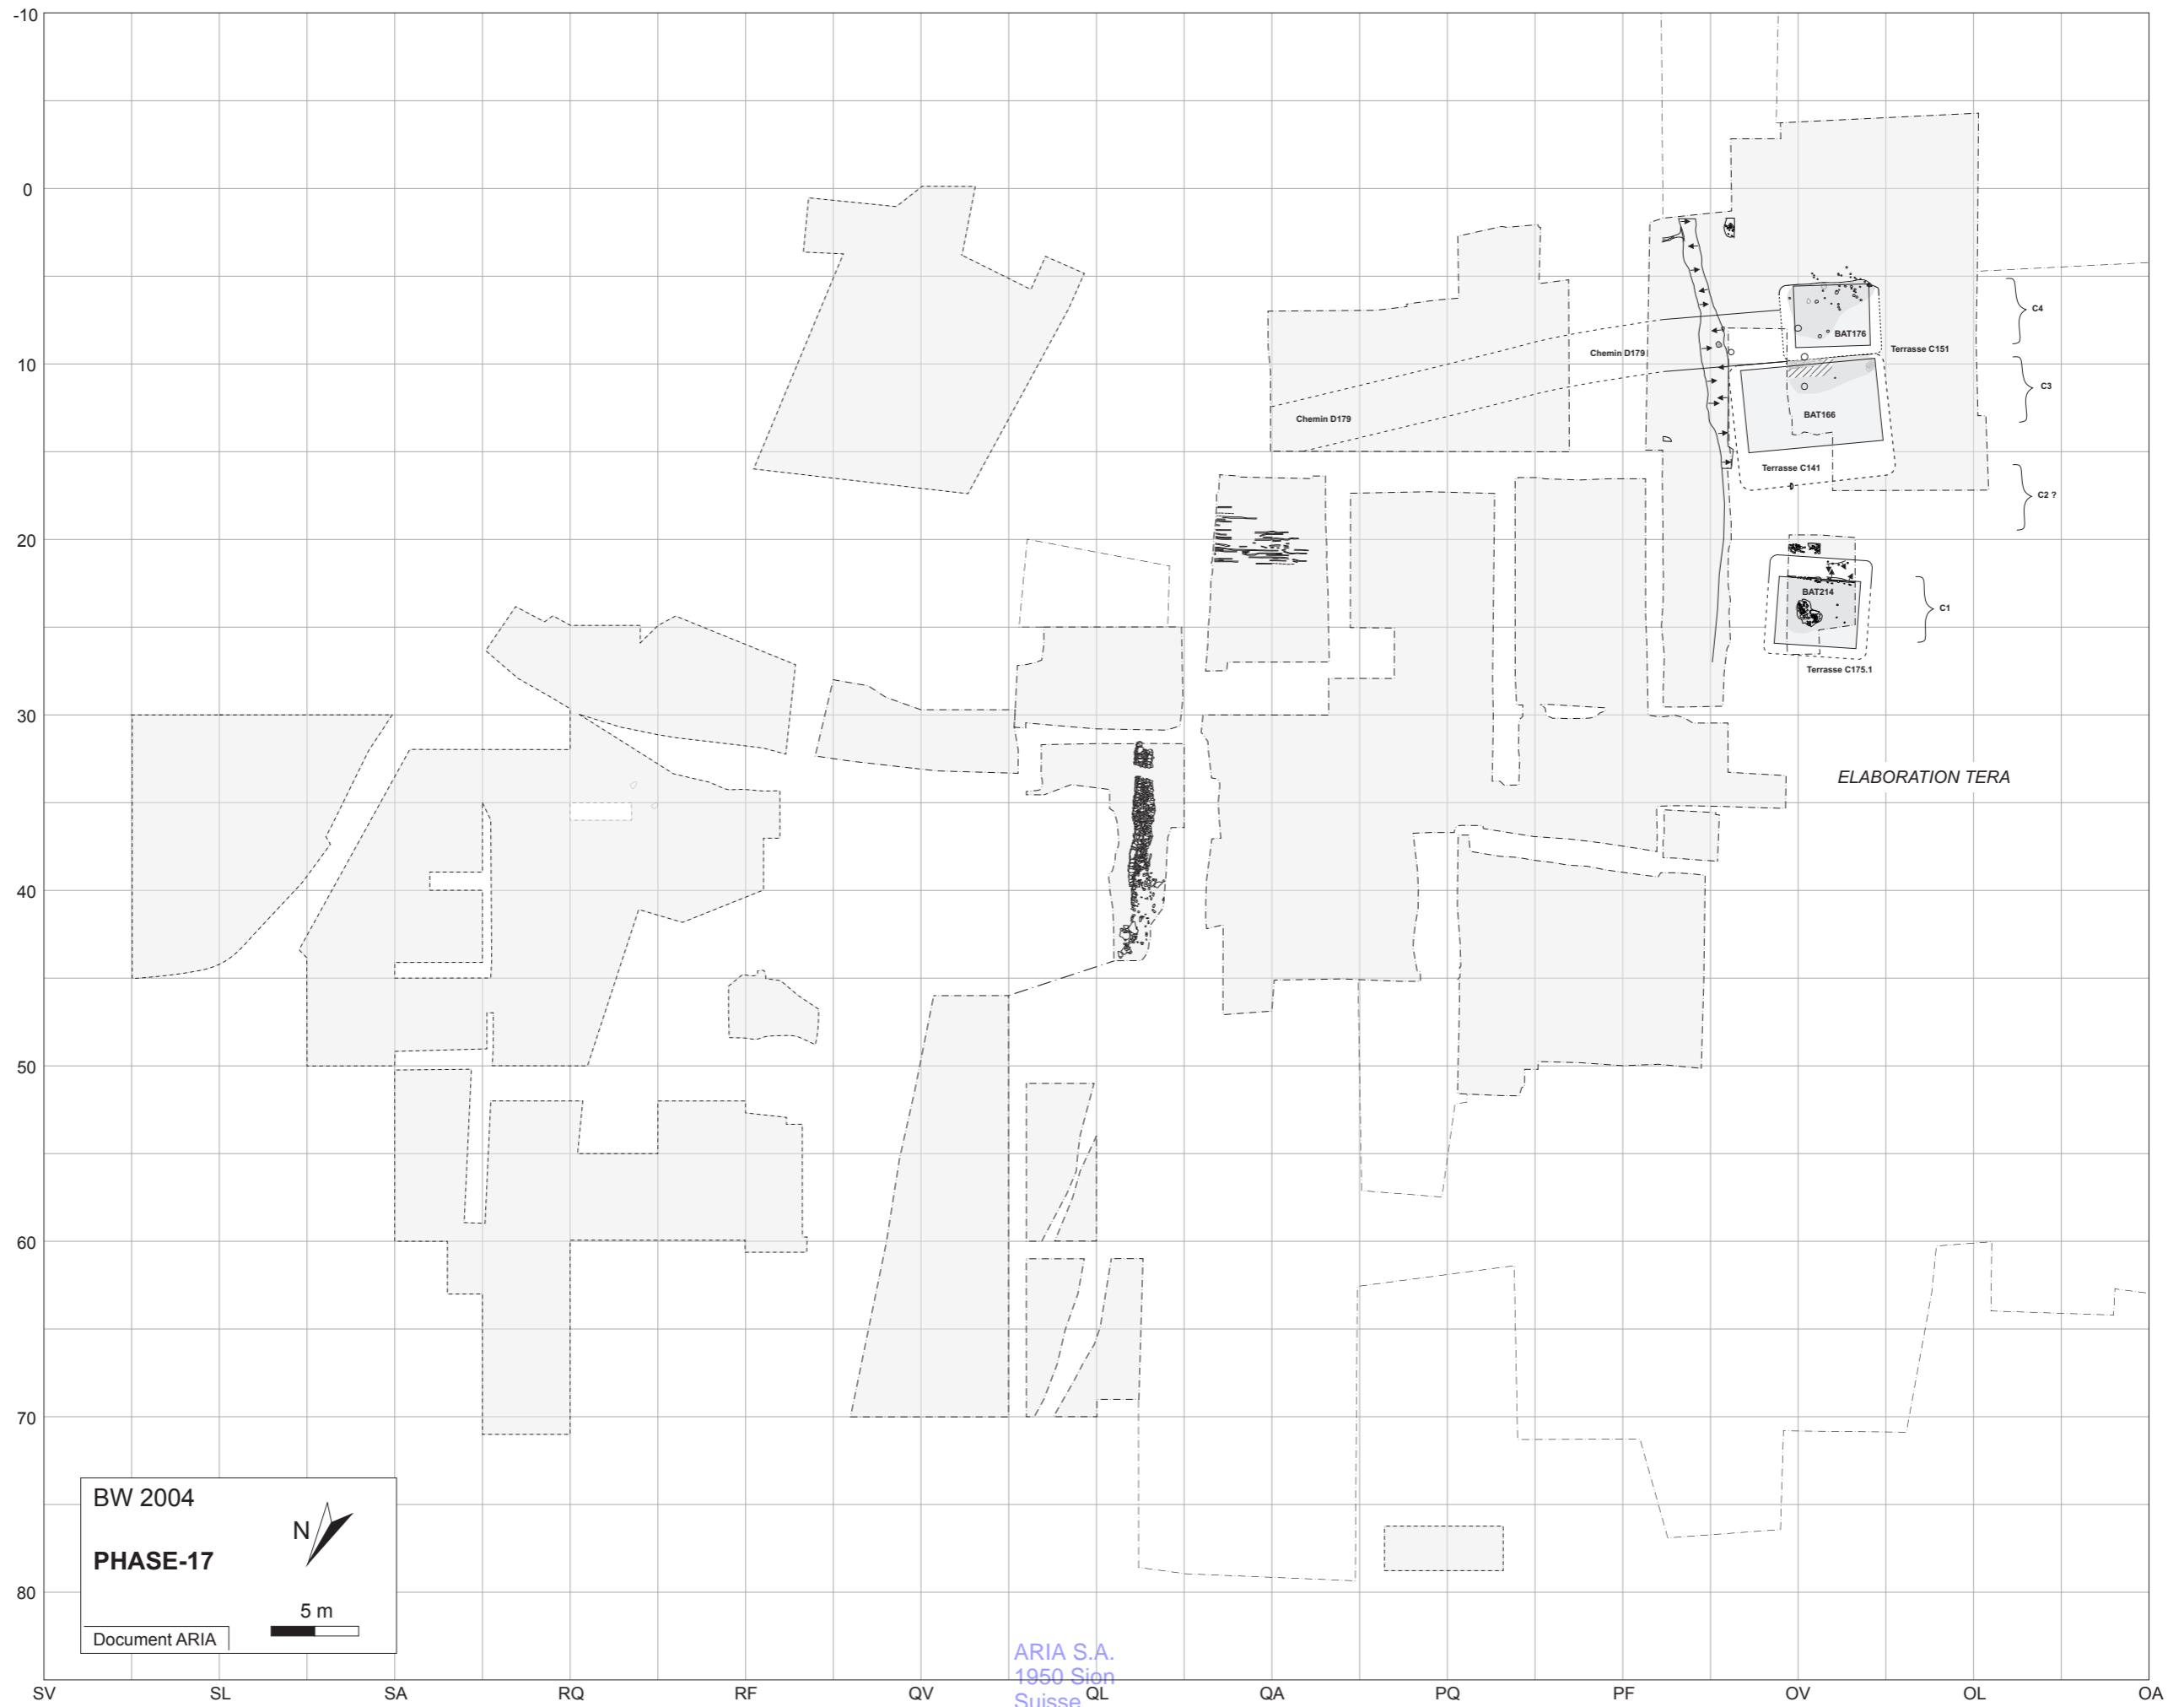 -10
0
10
20
30
40
50
60
70
80
C4
BAT176
Terrasse C151
Chemin D179
C3
BAT166
Chemin D179
Terrasse C141
C2 ?
BAT214
C1
Terrasse C175.1
ELABORATION TERA
BW 2004
N
PHASE-17
5 m
Document ARIA
ARIA S.A.
1950 Sion
Suisse
SV SL SA RQ RF QV QL QA PQ PF OV OL OA